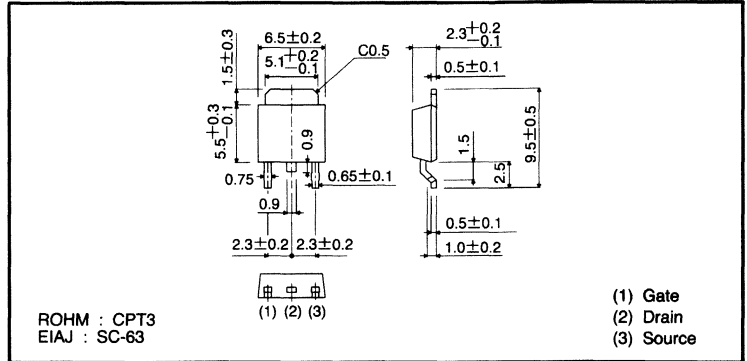 6.5±0.2
5.1+0.2 −0.1
C0.5
1.5±0.3
5.5+0.3 −0.1
0.9
0.75
0.65±0.1
0.9
2.3±0.2
2.3±0.2
(1) (2) (3)
2.3+0.2 −0.1
0.5±0.1
1.5
2.5
9.5±0.5
0.5±0.1
1.0±0.2
ROHM : CPT3
EIAJ : SC-63
(1) Gate
(2) Drain
(3) Source